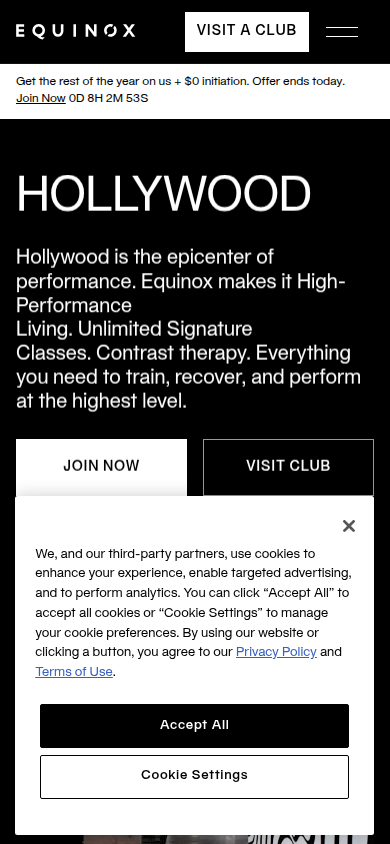 EQUINOX
VISIT A CLUB
Get the rest of the year on us + $0 initiation. Offer ends today.
Join Now 0D 8H 2M 53S
HOLLYWOOD
Hollywood is the epicenter of
performance. Equinox makes it High-
Performance
Living. Unlimited Signature
Classes. Contrast therapy. Everything
you need to train, recover, and perform
at the highest level.
JOIN NOW
VISIT CLUB
We, and our third-party partners, use cookies to
enhance your experience, enable targeted advertising,
and to perform analytics. You can click “Accept All” to
accept all cookies or “Cookie Settings” to manage
your cookie preferences. By using our website or
clicking a button, you agree to our Privacy Policy and
Terms of Use.
Accept All
Cookie Settings